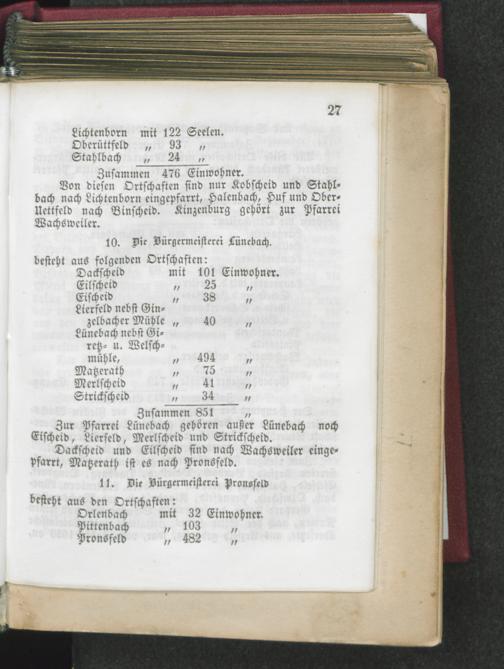 27
Lichtenborn mit 122 Seelen.
Oberüttfeld „ 93 „
Stahlbach „ 24 „
Zusammen 476 Einwohner.
Von diesen Ortschaften sind nur Kobscheid und Stahl-
bach nach Lichtenborn eingepfarrt, Halenbach, Huf und Ober-
Uettfeld nach Binscheid. Kinzenburg gehört zur Pfarrei
Wachsweiler.
10. Die Bürgermeisterei Lünebach.
besteht aus folgenden Ortschaften:
Dackscheid mit 101 Einwohner.
Eilscheid „ 25 „
Eischeid „ 38 „
Lierfeld nebst Gin-
zelbacher Mühle „ 40 „
Lünebach nebst Gi-
retz- u. Welsch-
mühle, „ 494 „
Matzerath „ 75 „
Merlscheid „ 41 „
Strickscheid „ 34 „
Zusammen 851 „
Zur Pfarrei Lünebach gehören außer Lünebach noch
Eischeid, Lierfeld, Merlscheid und Strickscheid.
Dackscheid und Eilscheid sind nach Wachsweiler einge-
pfarrt, Matzerath ist es nach Pronsfeld.
11. Die Bürgermeisterei Pronsfeld
besteht aus den Ortschaften:
Orlenbach mit 32 Einwohner.
Pittenbach „ 103 „
Pronsfeld „ 482 „